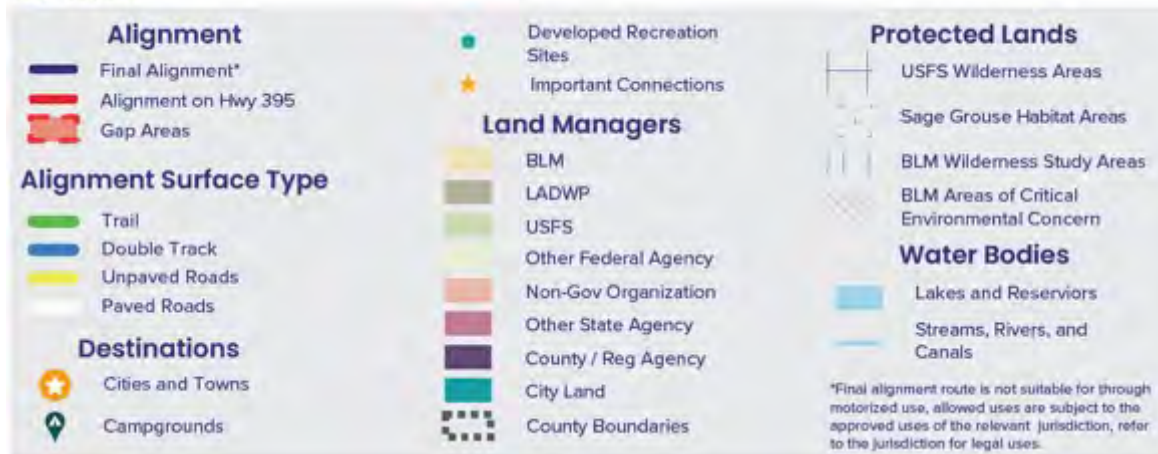 Alignment
Final Alignment*
Alignment on Hwy 395
Gap Areas
Alignment Surface Type
Trail
Double Track
Unpaved Roads
Paved Roads
Destinations
Cities and Towns
Campgrounds
Developed Recreation
Sites
Important Connections
Land Managers
BLM
LADWP
USFS
Other Federal Agency
Non-Gov Organization
Other State Agency
County / Reg Agency
City Land
County Boundaries
Protected Lands
USFS Wilderness Areas
Sage Grouse Habitat Areas
BLM Wilderness Study Areas
BLM Areas of Critical
Environmental Concern
Water Bodies
Lakes and Reserviors
Streams, Rivers, and
Canals
*Final alignment route is not suitable for through
motorized use, allowed uses are subject to the
approved uses of the relevant jurisdiction, refer
to the jurisdiction for legal uses.